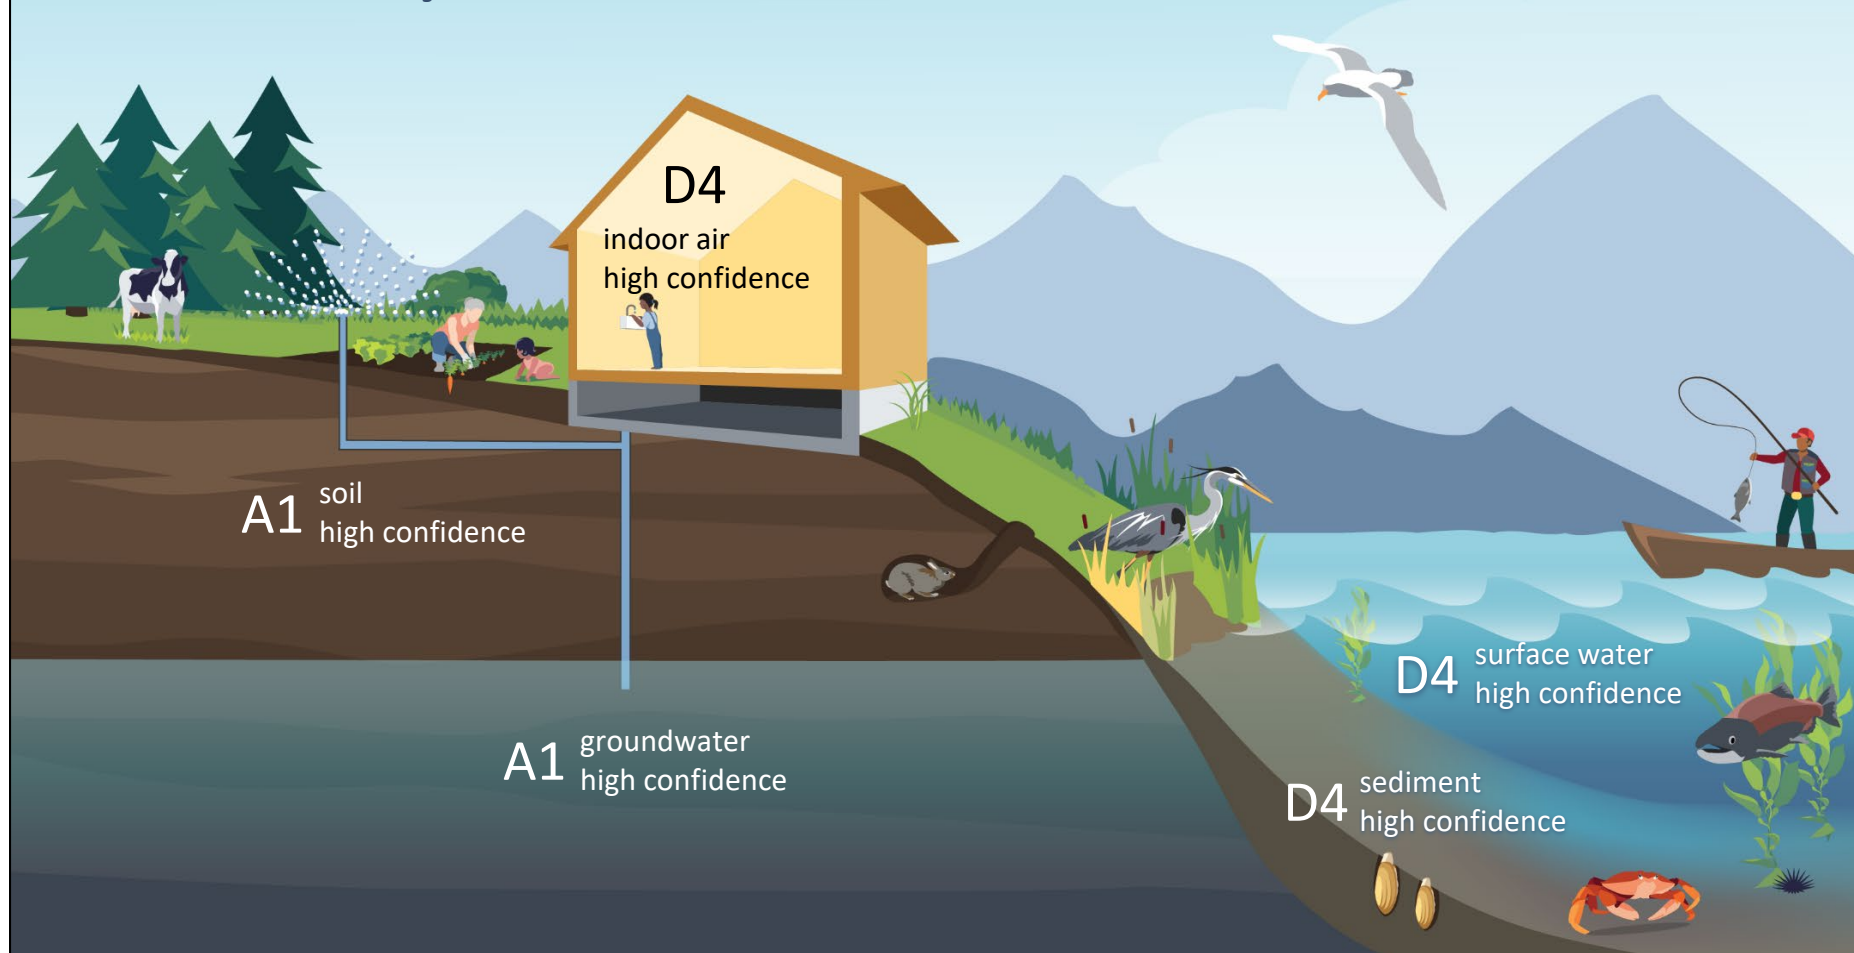 D4
indoor air
high confidence
A1
soil
high confidence
D4
surface water
high confidence
A1
groundwater
high confidence
D4
sediment
high confidence